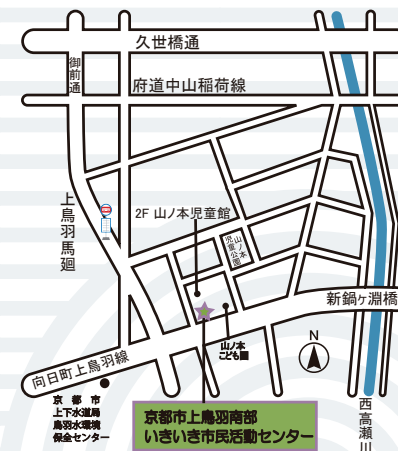 久世橋通
御前通
府道中山稲荷線
上鳥羽馬廻
2F 山ノ本児童館
山ノ本
児童公園
新鍋ヶ淵橋
山ノ本
こども園
N
向日町上鳥羽線
京都市
上下水道局
鳥羽水環境
保全センター
京都市上鳥羽南部
いきいき市民活動センター
西高瀬川